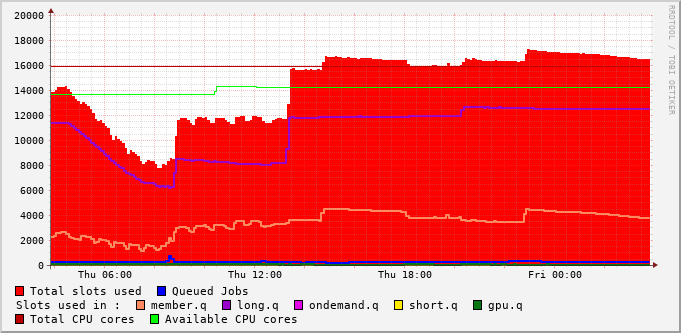 20000
18000
16000
14000
12000
10000
8000
6000
4000
2000
0
Thu 06:00 Thu 12:00 Thu 18:00 Fri 00:00
Total slots used Queued Jobs
Slots used in : member.q long.q ondemand.q short.q gpu.q
Total CPU cores Available CPU cores
RRDTOOL / TOBI OETIKER